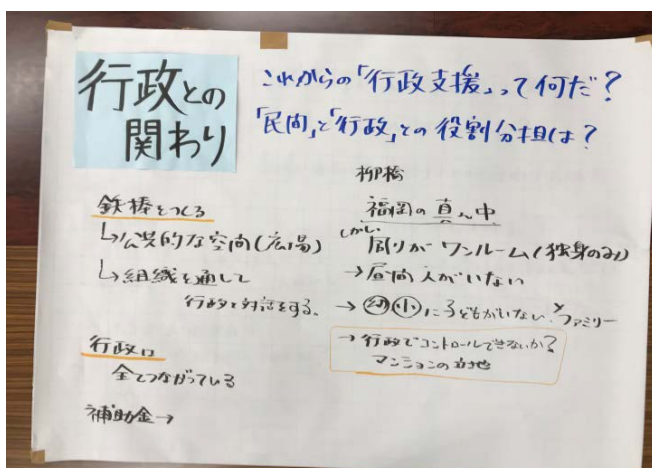 行政との
関わり
これからの「行政支援」って何だ?
「民間」と「行政」との役割分担は?
鉄棒をつくる
↳公共的な空間(広場)
↳組織を通して
行政と対話をする。
行政は
全てつながっている
補助金→
柳橋
福岡の真ん中
しかし
周りがワンルーム(独身のみ)
→昼間人がいない
→幼小に子どもがいない、とファミリー
→行政でコントロールできないか?
マンションの立地